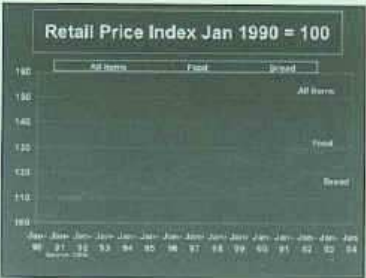 Retail Price Index Jan 1990 = 100
All Items Food Bread
160
150
All Items
140
130
Food
120
Bread
110
100
Jan- Jan- Jan- Jan- Jan- Jan- Jan- Jan- Jan- Jan- Jan- Jan- Jan- Jan- Jan
90 91 92 93 94 95 96 97 98 99 00 01 02 03 04